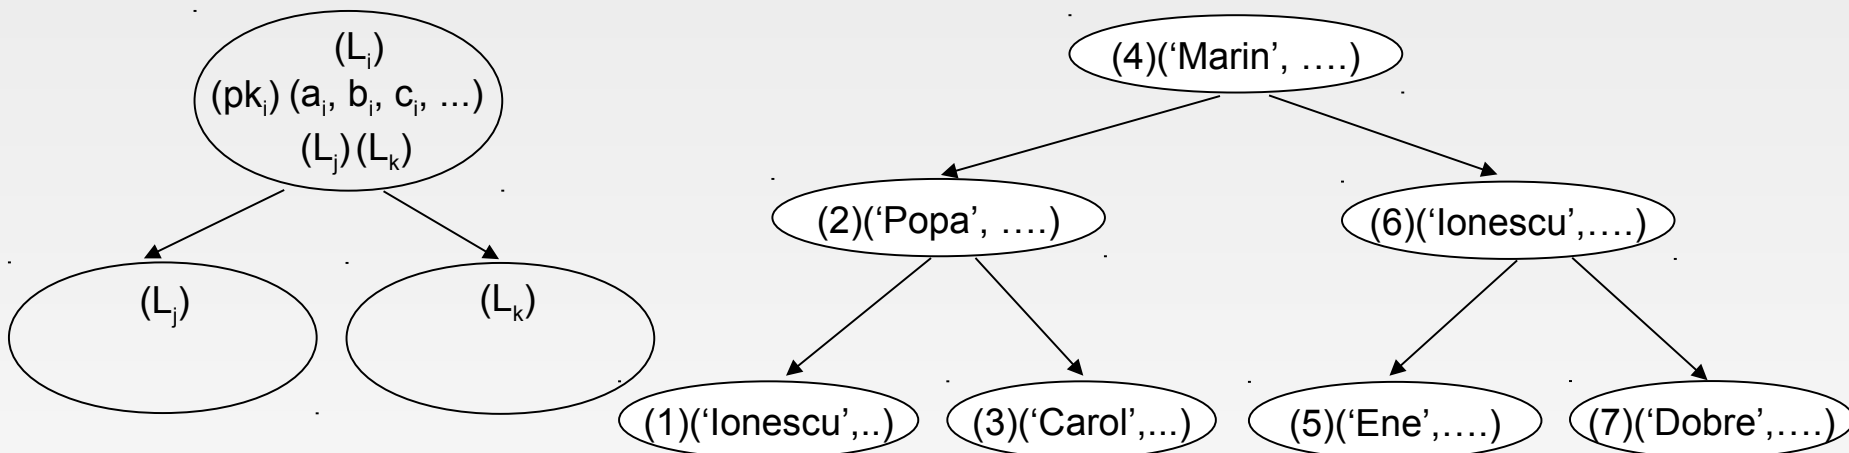 (Li)
(pki) (ai, bi, ci, ...)
(Lj) (Lk)
(Lj)
(Lk)
(4)(‘Marin’, ….)
(2)(‘Popa’, ….)
(6)(‘Ionescu’,….)
(1)(‘Ionescu’,..)
(3)(‘Carol’,...)
(5)(‘Ene’,….)
(7)(‘Dobre’,….)